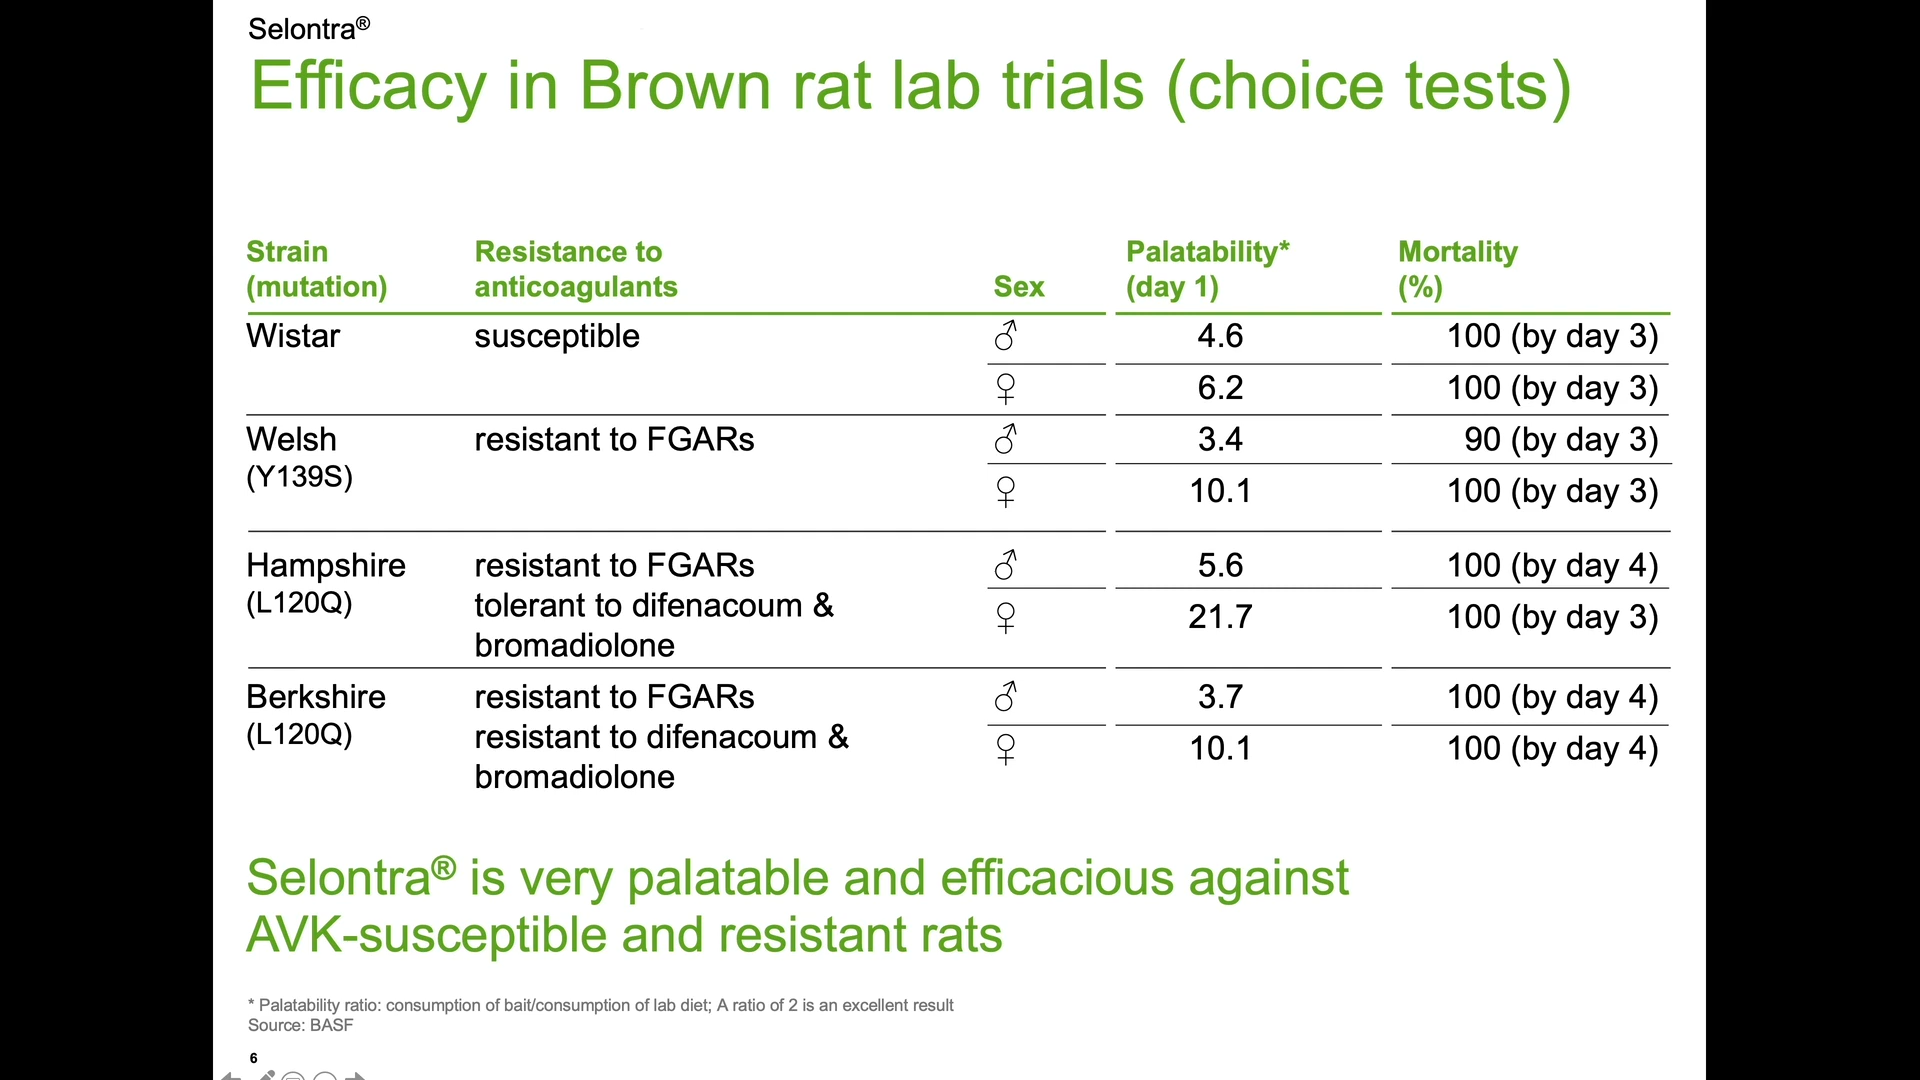 Selontra®
Efficacy in Brown rat lab trials (choice tests)
Strain (mutation) Resistance to anticoagulants Sex Palatability* (day 1) Mortality (%)
Wistar susceptible ♂ 4.6 100 (by day 3)
♀ 6.2 100 (by day 3)
Welsh resistant to FGARs ♂ 3.4 90 (by day 3)
(Y139S) ♀ 10.1 100 (by day 3)
Hampshire resistant to FGARs ♂ 5.6 100 (by day 4)
(L120Q) tolerant to difenacoum & ♀ 21.7 100 (by day 3)
bromadiolone
Berkshire resistant to FGARs ♂ 3.7 100 (by day 4)
(L120Q) resistant to difenacoum & ♀ 10.1 100 (by day 4)
bromadiolone
Selontra® is very palatable and efficacious against
AVK-susceptible and resistant rats
* Palatability ratio: consumption of bait/consumption of lab diet; A ratio of 2 is an excellent result
Source: BASF
6